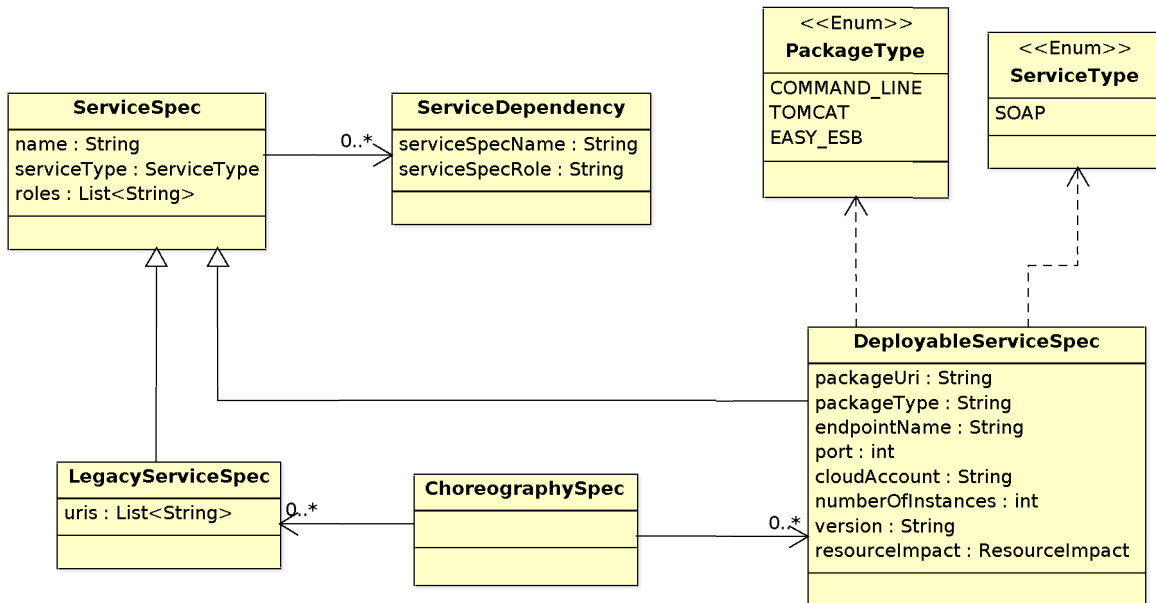 <<Enum>>
PackageType
COMMAND_LINE
TOMCAT
EASY_ESB
<<Enum>>
ServiceType
SOAP
ServiceSpec
name : String
serviceType : ServiceType
roles : List<String>
0..*
ServiceDependency
serviceSpecName : String
serviceSpecRole : String
DeployableServiceSpec
packageUri : String
packageType : String
endpointName : String
port : int
cloudAccount : String
numberOfInstances : int
version : String
resourceImpact : ResourceImpact
LegacyServiceSpec
uris : List<String>
0..*
ChoreographySpec
0..*